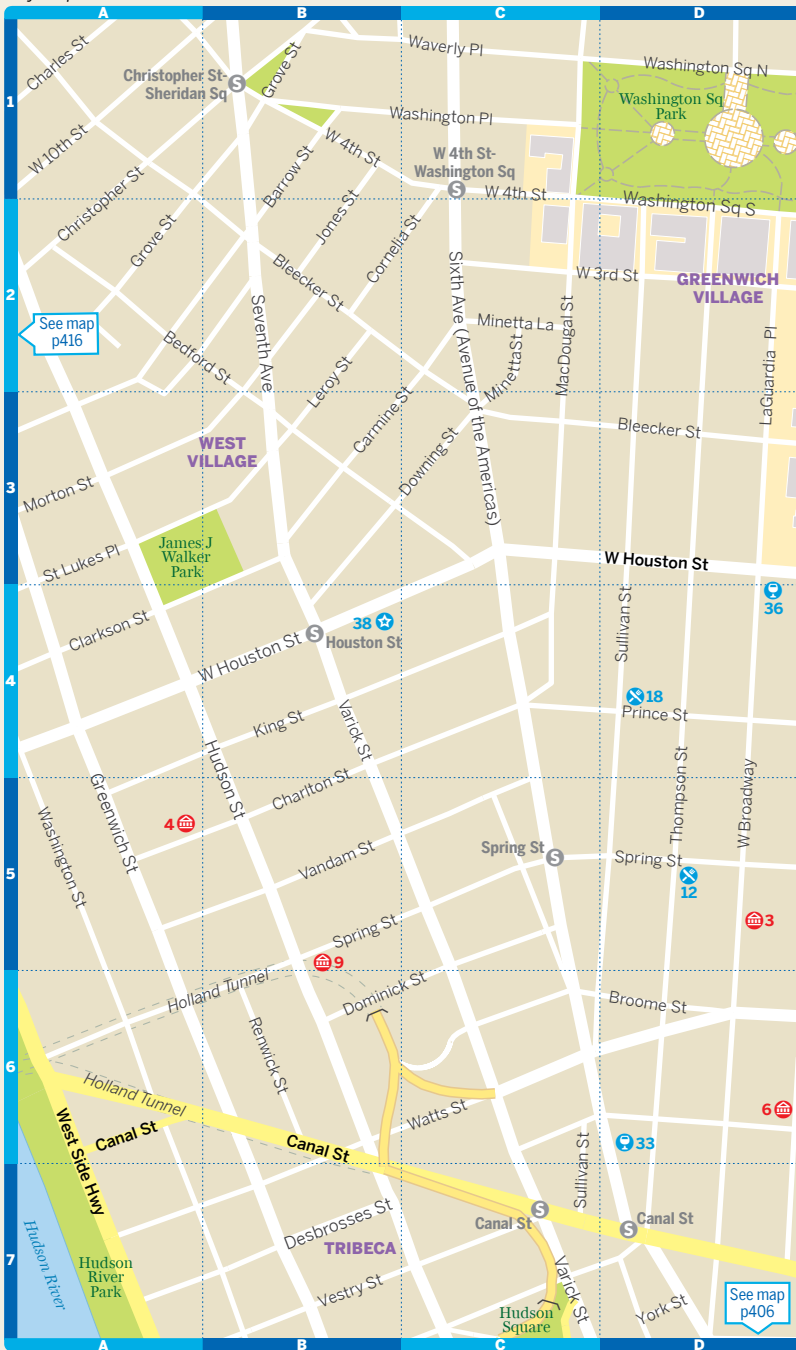 A
B
C
D
Charles St
Christopher St-
Sheridan Sq
S
Grove St
Waverly Pl
Washington Sq N
1
Washington Sq
Park
Washington Pl
W 10th St
W 4th St
W 4th St-
Washington Sq
S
W 4th St
Christopher St
Barrow St
Jones St
Washington Sq S
Grove St
Cornelia St
Bleecker St
W 3rd St
GREENWICH
VILLAGE
2
Seventh Ave
Sixth Ave (Avenue of the Americas)
Minetta La
See map
p416
Bedford St
MinettaSt
MacDougal St
LaGuardia Pl
Leroy St
Carmine St
Bleecker St
WEST
VILLAGE
Downing St
3
Morton St
St Lukes Pl
James J
Walker
Park
W Houston St
36
Clarkson St
38
S
Houston St
W Houston St
Sullivan St
4
18
Prince St
King St
Varick St
Hudson St
Charlton St
Thompson St
W Broadway
Greenwich St
Washington St
4
Vandam St
Spring St
S
Spring St
5
12
3
Spring St
9
Holland Tunnel
Dominick St
Broome St
Renwick St
6
Holland Tunnel
Watts St
6
West Side Hwy
Canal St
Canal St
Sullivan St
33
Desbrosses St
Canal St
S
S
Canal St
TRIBECA
Hudson River
Hudson
River
Park
7
Vestry St
Varick St
Hudson
Square
York St
See map
p406
A
B
C
D